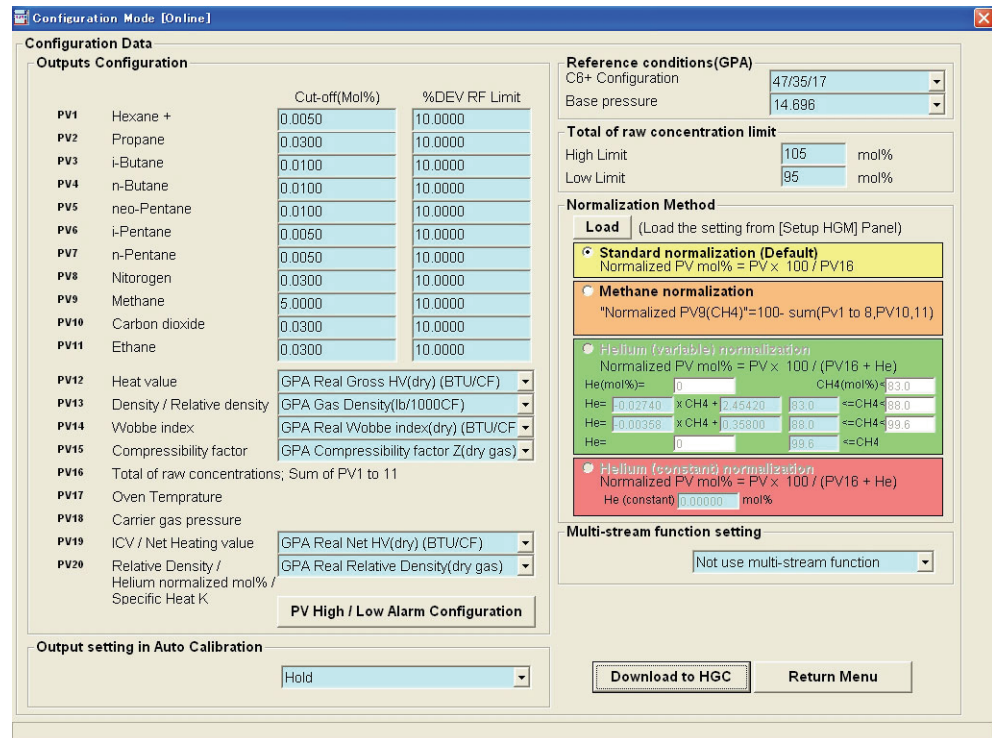 Configuration Mode [Online]
Configuration Data
Outputs Configuration
Cut-off(Mol%) %DEV RF Limit
PV1 Hexane + 0.0050 10.0000
PV2 Propane 0.0300 10.0000
PV3 i-Butane 0.0100 10.0000
PV4 n-Butane 0.0100 10.0000
PV5 neo-Pentane 0.0100 10.0000
PV6 i-Pentane 0.0050 10.0000
PV7 n-Pentane 0.0050 10.0000
PV8 Nitorogen 0.0300 10.0000
PV9 Methane 5.0000 10.0000
PV10 Carbon dioxide 0.0300 10.0000
PV11 Ethane 0.0300 10.0000
PV12 Heat value GPA Real Gross HV(dry) (BTU/CF)
PV13 Density / Relative density GPA Gas Density(lb/1000CF)
PV14 Wobbe index GPA Real Wobbe index(dry) (BTU/CF
PV15 Compressibility factor GPA Compressibility factor Z(dry gas)
PV16 Total of raw concentrations; Sum of PV1 to 11
PV17 Oven Temprature
PV18 Carrier gas pressure
PV19 ICV / Net Heating value GPA Real Net HV(dry) (BTU/CF)
PV20 Relative Density / GPA Real Relative Density(dry gas)
Helium normalized mol% /
Specific Heat K
PV High / Low Alarm Configuration
Output setting in Auto Calibration
Hold
Reference conditions(GPA)
C6+ Configuration 47/35/17
Base pressure 14.696
Total of raw concentration limit
High Limit 105 mol%
Low Limit 95 mol%
Normalization Method
Load (Load the setting from [Setup HGM] Panel)
Standard normalization (Default)
Normalized PV mol% = PV x 100 / PV16
Methane normalization
"Normalized PV9(CH4)"=100- sum(Pv1 to 8,PV10,11)
Helium (variable) normalization
Normalized PV mol% = PV x 100 / (PV16 + He)
He(mol%)= 0 CH4(mol%)<83.0
He= -0.02740 x CH4 + 2.45420 83.0 <=CH4<88.0
He= -0.00358 x CH4 + 0.35800 88.0 <=CH4<99.6
He= 0 99.6 <=CH4
Helium (constant) normalization
Normalized PV mol% = PV x 100 / (PV16 + He)
He (constant) 0.00000 mol%
Multi-stream function setting
Not use multi-stream function
Download to HGC Return Menu